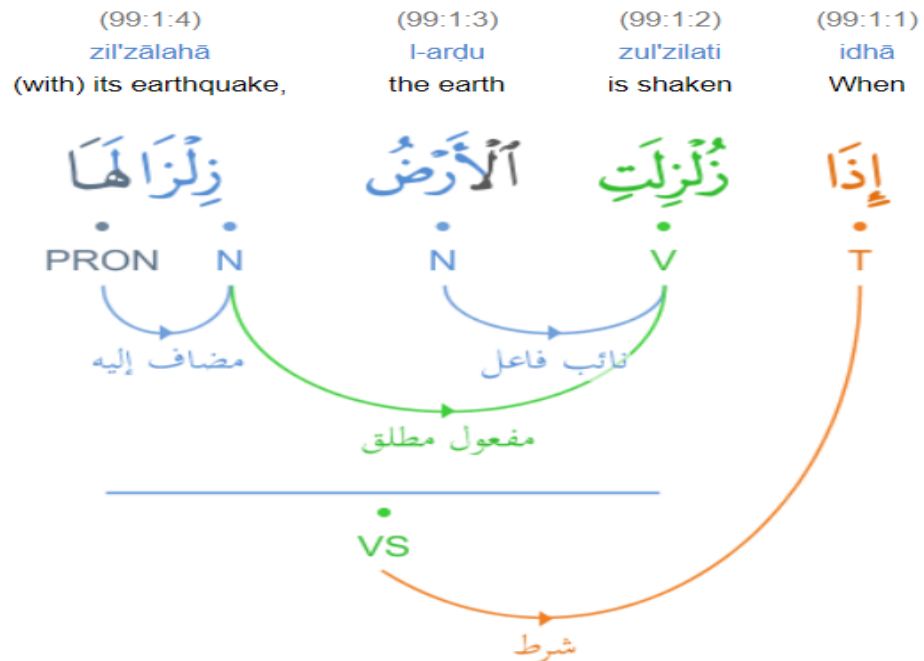 (99:1:4) (99:1:3) (99:1:2) (99:1:1)
zil'zālahā l-arḍu zul'zilati idhā
(with) its earthquake, the earth is shaken When
إِذَا زُلْزِلَتِ ٱلْأَرْضُ زِلْزَالَهَا
PRON N N V T
مضاف إليه نائب فاعل
مفعول مطلق
VS
شرط